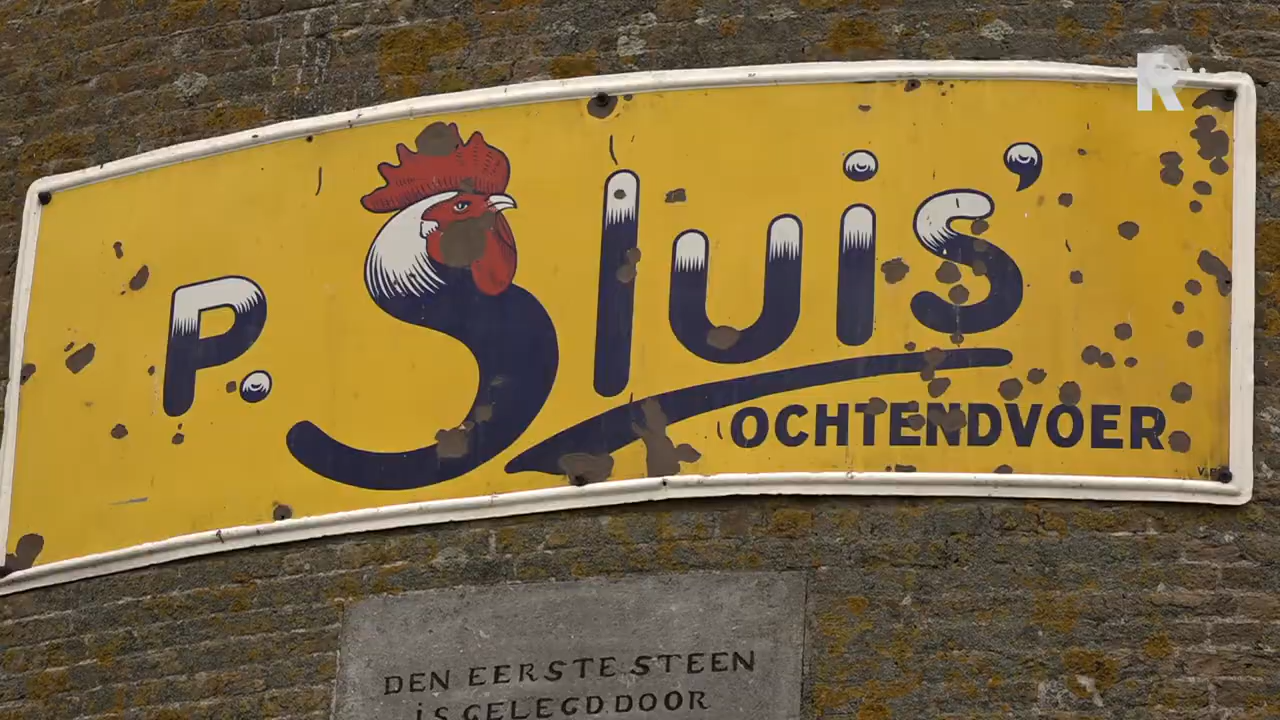 R
P. Sluis'
OCHTENDVOER
DEN EERSTE STEEN
iS GELEGD DOOR